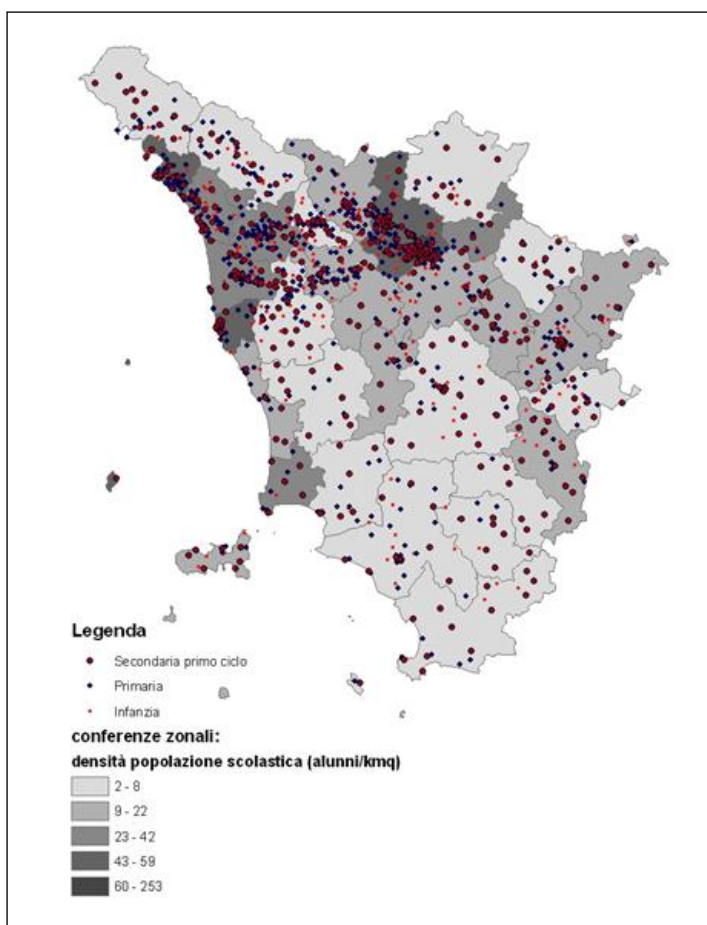 Legenda
Secondaria primo ciclo
Primaria
Infanzia
conferenze zonali:
densità popolazione scolastica (alunni/kmq)
2 - 8
9 - 22
23 - 42
43 - 59
60 - 253